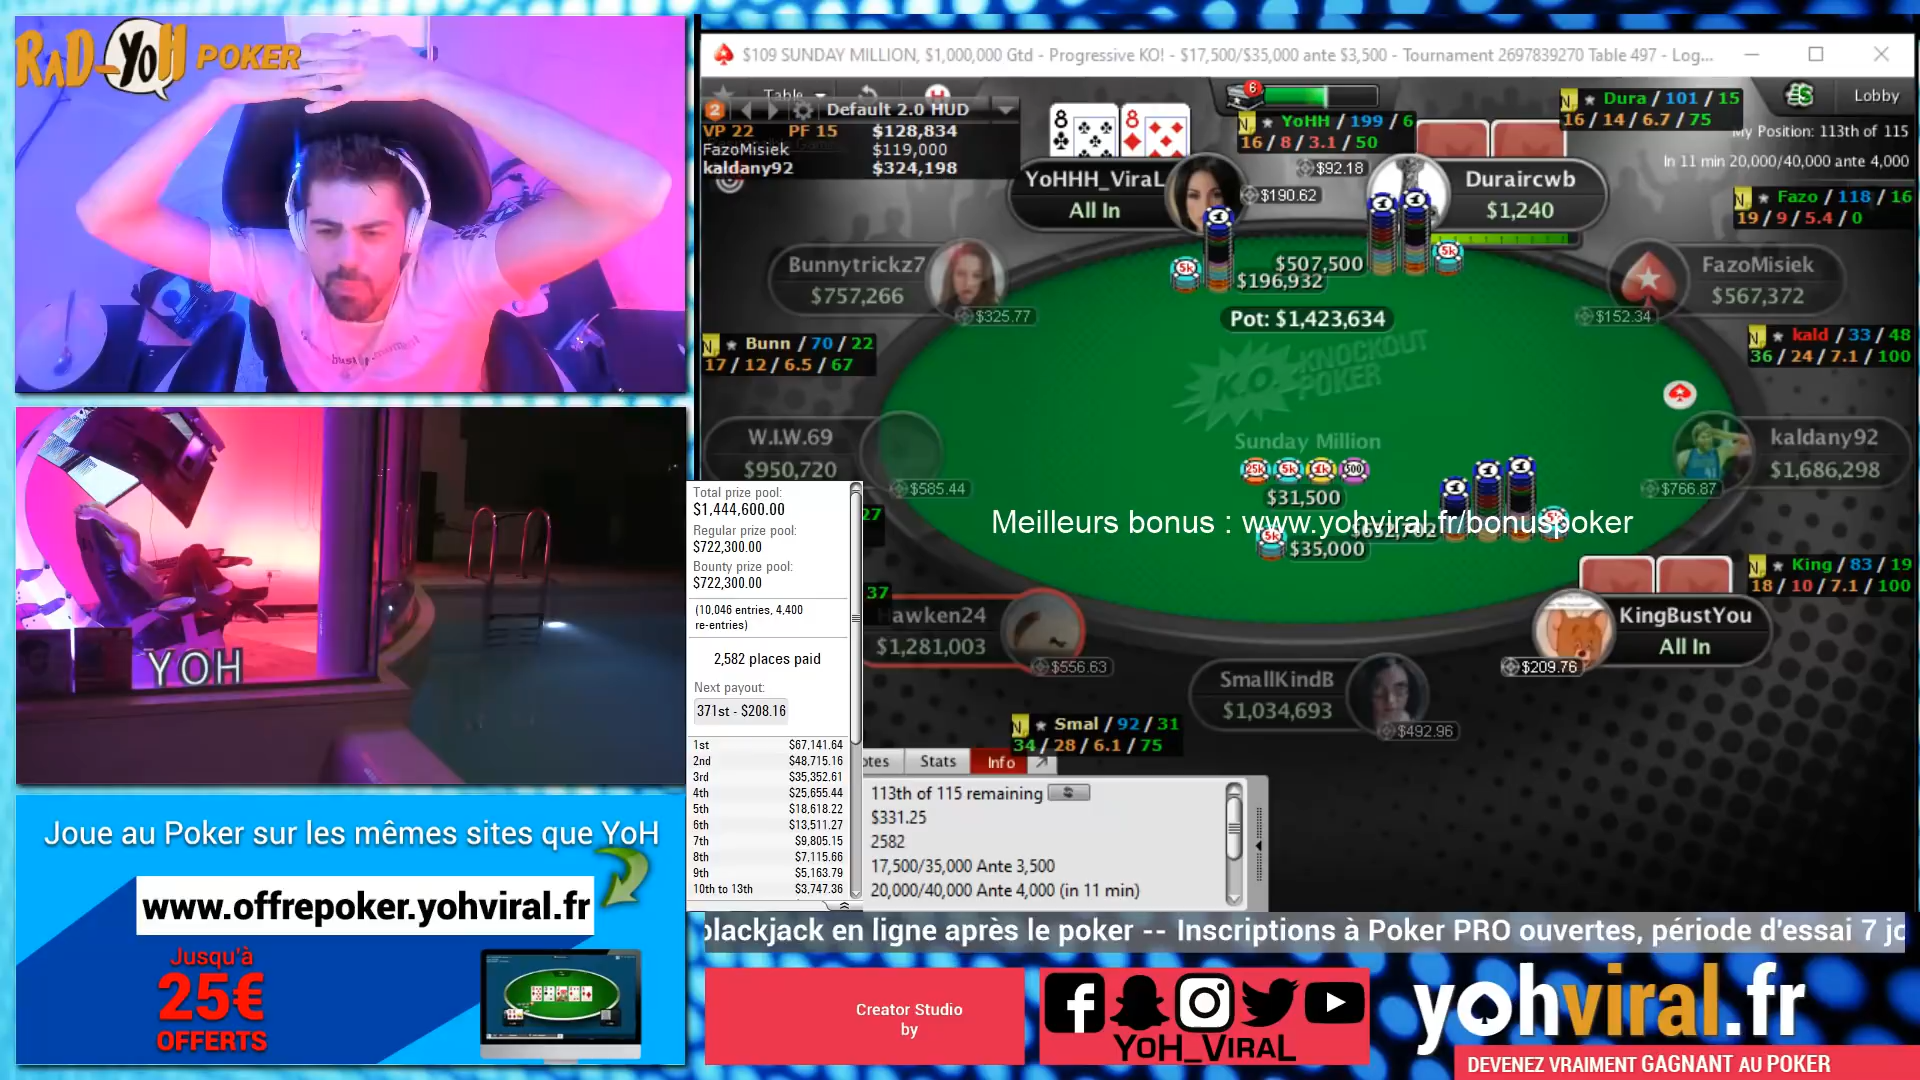 RAD-YOH POKER
YOH
Joue au Poker sur les mêmes sites que YoH
www.offrepoker.yohviral.fr
Jusqu'à
25€
OFFERTS
$109 SUNDAY MILLION, $1,000,000 Gtd - Progressive KO! - $17,500/$35,000 ante $3,500 - Tournament 2697839270 Table 497 - Log...
Table
Lobby
2 Default 2.0 HUD
VP 22 PF 15 $128,834
FazoMisiek $119,000
kaldany92 $324,198
8 8
6
YoHH / 199 / 6
16 / 8 / 3.1 / 50
Dura / 101 / 15
16 / 14 / 6.7 / 75
My Position: 113th of 115
In 11 min 20,000/40,000 ante 4,000
YoHHH_ViraL
All In
$92.18
$190.62
Duraircwb
$1,240
Fazo / 118 / 16
19 / 9 / 5.4 / 0
Bunnytrickz7
$757,266
$325.77
FazoMisiek
$567,372
$152.34
5k
$507,500
$196,932
Pot: $1,423,634
Bunn / 70 / 22
17 / 12 / 6.5 / 67
kald / 33 / 48
36 / 24 / 7.1 / 100
K.O. KNOCKOUT
POKER
W.I.W.69
$950,720
$585.44
Sunday Million
25k 5k 1k 500
$31,500
kaldany92
$1,686,298
$766.87
Meilleurs bonus : www.yohviral.fr/bonuspoker
$35,000
27
37
King / 83 / 19
18 / 10 / 7.1 / 100
Hawken24
$1,281,003
$556.63
KingBustYou
All In
$209.76
SmallKindB
$1,034,693
$492.96
Smal / 92 / 31
34 / 28 / 6.1 / 75
Total prize pool:
$1,444,600.00
Regular prize pool:
$722,300.00
Bounty prize pool:
$722,300.00
(10,046 entries, 4,400
re-entries)
2,582 places paid
Next payout:
371st - $208.16
1st $67,141.64
2nd $48,715.16
3rd $35,352.61
4th $25,655.44
5th $18,618.22
6th $13,511.27
7th $9,805.15
8th $7,115.66
9th $5,163.79
10th to 13th $3,747.36
otes Stats Info
113th of 115 remaining
$331.25
2582
17,500/35,000 Ante 3,500
20,000/40,000 Ante 4,000 (in 11 min)
blackjack en ligne après le poker -- Inscriptions à Poker PRO ouvertes, période d'essai 7 jo
Creator Studio
by
YoH_ViraL
yohviral.fr
DEVENEZ VRAIMENT GAGNANT AU POKER